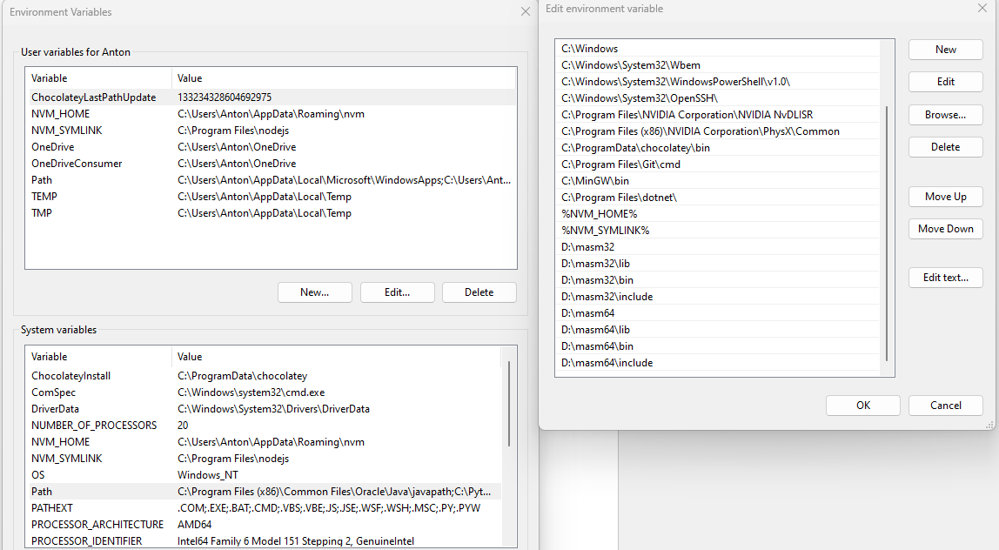 Environment Variables
User variables for Anton
Variable Value
ChocolateyLastPathUpdate 133234328604692975
NVM_HOME C:\Users\Anton\AppData\Roaming\nvm
NVM_SYMLINK C:\Program Files\nodejs
OneDrive C:\Users\Anton\OneDrive
OneDriveConsumer C:\Users\Anton\OneDrive
Path C:\Users\Anton\AppData\Local\Microsoft\WindowsApps;C:\Users\Ant...
TEMP C:\Users\Anton\AppData\Local\Temp
TMP C:\Users\Anton\AppData\Local\Temp
New... Edit... Delete
System variables
Variable Value
ChocolateyInstall C:\ProgramData\chocolatey
ComSpec C:\Windows\system32\cmd.exe
DriverData C:\Windows\System32\Drivers\DriverData
NUMBER_OF_PROCESSORS 20
NVM_HOME C:\Users\Anton\AppData\Roaming\nvm
NVM_SYMLINK C:\Program Files\nodejs
OS Windows_NT
Path C:\Program Files (x86)\Common Files\Oracle\Java\javapath;C:\Pyt...
PATHEXT .COM;.EXE;.BAT;.CMD;.VBS;.VBE;.JS;.JSE;.WSF;.WSH;.MSC;.PY;.PYW
PROCESSOR_ARCHITECTURE AMD64
PROCESSOR_IDENTIFIER Intel64 Family 6 Model 151 Stepping 2, GenuineIntel
Edit environment variable
C:\Windows
C:\Windows\System32\Wbem
C:\Windows\System32\WindowsPowerShell\v1.0\
C:\Windows\System32\OpenSSH\
C:\Program Files\NVIDIA Corporation\NVIDIA NvDLISR
C:\Program Files (x86)\NVIDIA Corporation\PhysX\Common
C:\ProgramData\chocolatey\bin
C:\Program Files\Git\cmd
C:\MinGW\bin
C:\Program Files\dotnet\
%NVM_HOME%
%NVM_SYMLINK%
D:\masm32
D:\masm32\lib
D:\masm32\bin
D:\masm32\include
D:\masm64
D:\masm64\lib
D:\masm64\bin
D:\masm64\include
New
Edit
Browse...
Delete
Move Up
Move Down
Edit text...
OK Cancel